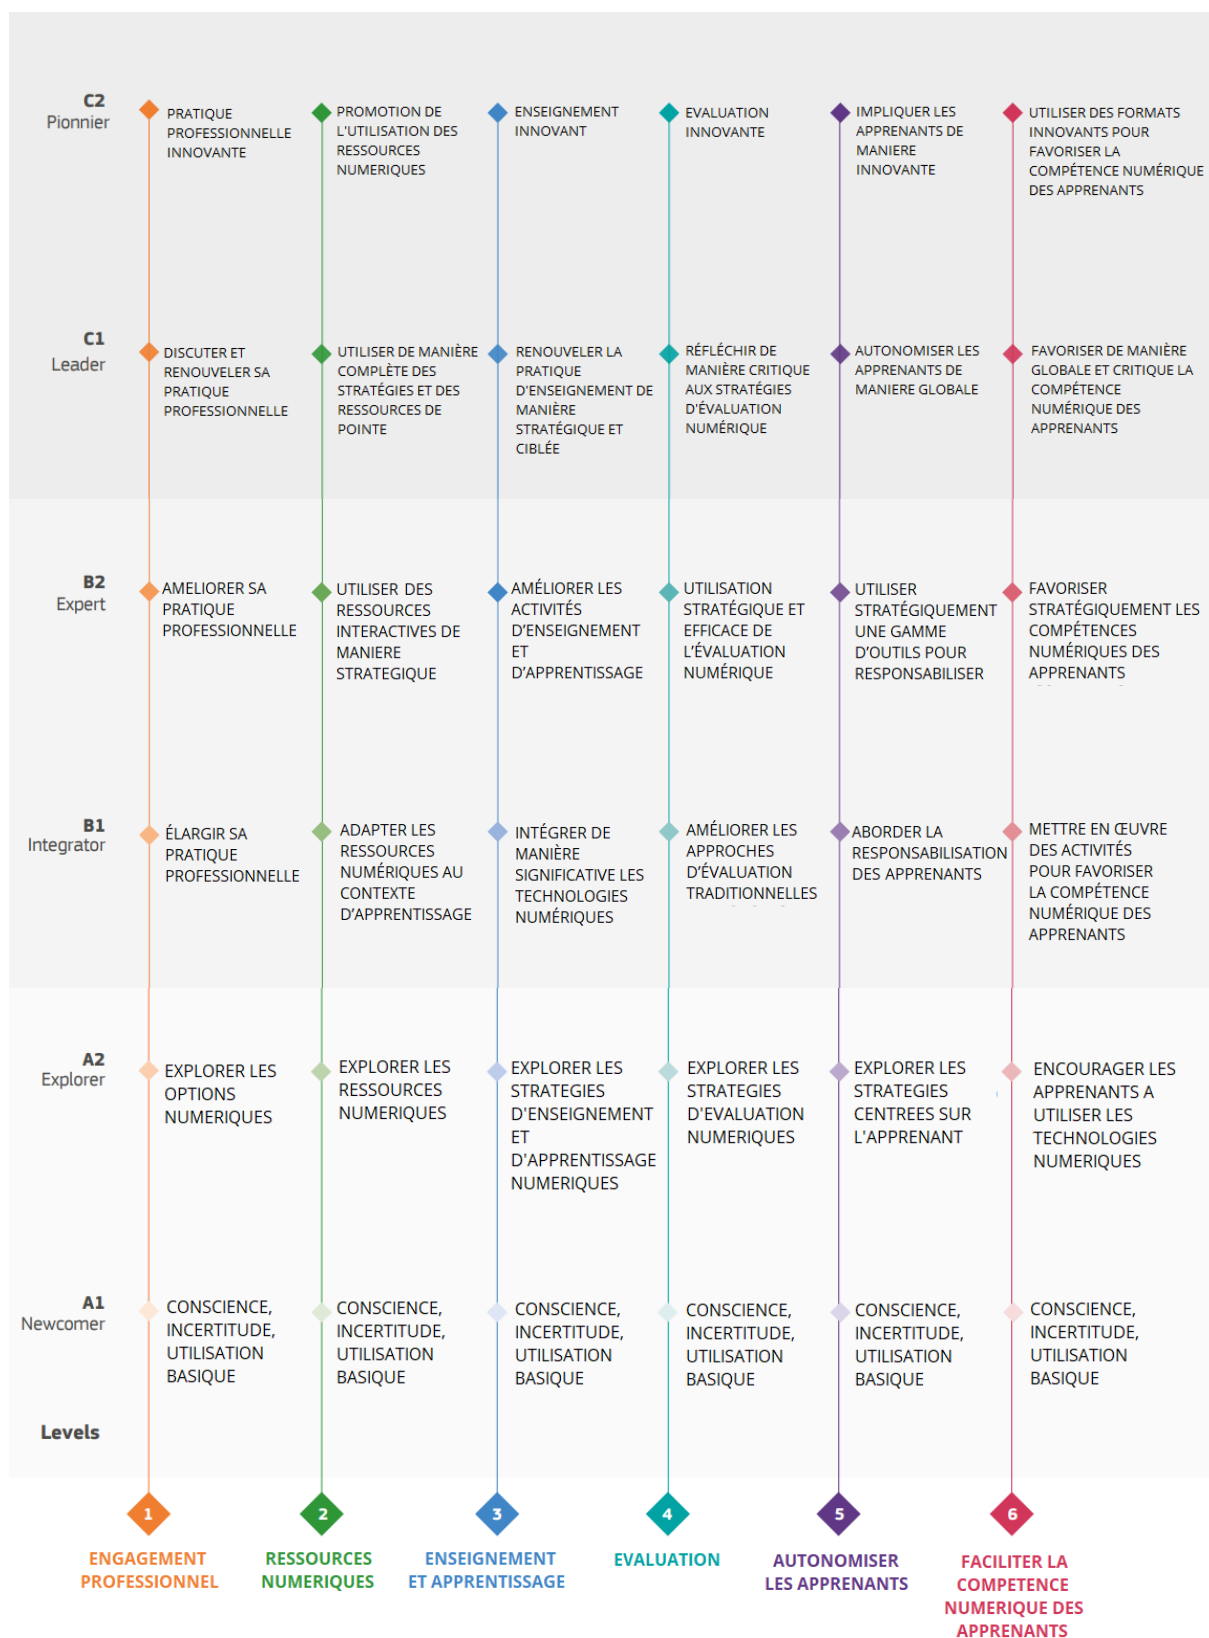 C2
Pionnier
PRATIQUE
PROFESSIONNELLE
INNOVANTE
PROMOTION DE
L'UTILISATION DES
RESSOURCES
NUMERIQUES
ENSEIGNEMENT
INNOVANT
EVALUATION
INNOVANTE
IMPLIQUER LES
APPRENANTS DE
MANIERE
INNOVANTE
UTILISER DES FORMATS
INNOVANTS POUR
FAVORISER LA
COMPÉTENCE NUMÉRIQUE
DES APPRENANTS
C1
Leader
DISCUTER ET
RENOUVELER SA
PRATIQUE
PROFESSIONNELLE
UTILISER DE MANIÈRE
COMPLÈTE DES
STRATÉGIES ET DES
RESSOURCES DE
POINTE
RENOUVELER LA
PRATIQUE
D'ENSEIGNEMENT DE
MANIÈRE
STRATÉGIQUE ET
CIBLÉE
RÉFLÉCHIR DE
MANIÈRE CRITIQUE
AUX STRATÉGIES
D'ÉVALUATION
NUMÉRIQUE
AUTONOMISER LES
APPRENANTS DE
MANIERE GLOBALE
FAVORISER DE MANIÈRE
GLOBALE ET CRITIQUE LA
COMPÉTENCE
NUMÉRIQUE DES
APPRENANTS
B2
Expert
AMELIORER SA
PRATIQUE
PROFESSIONNELLE
UTILISER DES
RESSOURCES
INTERACTIVES DE
MANIERE
STRATEGIQUE
AMÉLIORER LES
ACTIVITÉS
D’ENSEIGNEMENT
ET
D’APPRENTISSAGE
UTILISATION
STRATÉGIQUE ET
EFFICACE DE
L’ÉVALUATION
NUMÉRIQUE
UTILISER
STRATÉGIQUEMENT
UNE GAMME
D’OUTILS POUR
RESPONSABILISER
FAVORISER
STRATÉGIQUEMENT LES
COMPÉTENCES
NUMÉRIQUES DES
APPRENANTS
B1
Integrator
ÉLARGIR SA
PRATIQUE
PROFESSIONNELLE
ADAPTER LES
RESSOURCES
NUMÉRIQUES AU
CONTEXTE
D’APPRENTISSAGE
INTÉGRER DE
MANIÈRE
SIGNIFICATIVE LES
TECHNOLOGIES
NUMÉRIQUES
AMÉLIORER LES
APPROCHES
D’ÉVALUATION
TRADITIONNELLES
ABORDER LA
RESPONSABILISATION
DES APPRENANTS
METTRE EN ŒUVRE
DES ACTIVITÉS
POUR FAVORISER
LA COMPÉTENCE
NUMÉRIQUE DES
APPRENANTS
A2
Explorer
EXPLORER LES
OPTIONS
NUMERIQUES
EXPLORER LES
RESSOURCES
NUMERIQUES
EXPLORER LES
STRATEGIES
D'ENSEIGNEMENT
ET
D'APPRENTISSAGE
NUMERIQUES
EXPLORER LES
STRATEGIES
D'EVALUATION
NUMERIQUES
EXPLORER LES
STRATEGIES
CENTREES SUR
L'APPRENANT
ENCOURAGER LES
APPRENANTS A
UTILISER LES
TECHNOLOGIES
NUMERIQUES
A1
Newcomer
CONSCIENCE,
INCERTITUDE,
UTILISATION
BASIQUE
CONSCIENCE,
INCERTITUDE,
UTILISATION
BASIQUE
CONSCIENCE,
INCERTITUDE,
UTILISATION
BASIQUE
CONSCIENCE,
INCERTITUDE,
UTILISATION
BASIQUE
CONSCIENCE,
INCERTITUDE,
UTILISATION
BASIQUE
CONSCIENCE,
INCERTITUDE,
UTILISATION
BASIQUE
Levels
1
ENGAGEMENT
PROFESSIONNEL
2
RESSOURCES
NUMERIQUES
3
ENSEIGNEMENT
ET APPRENTISSAGE
4
EVALUATION
5
AUTONOMISER
LES APPRENANTS
6
FACILITER LA
COMPETENCE
NUMERIQUE DES
APPRENANTS